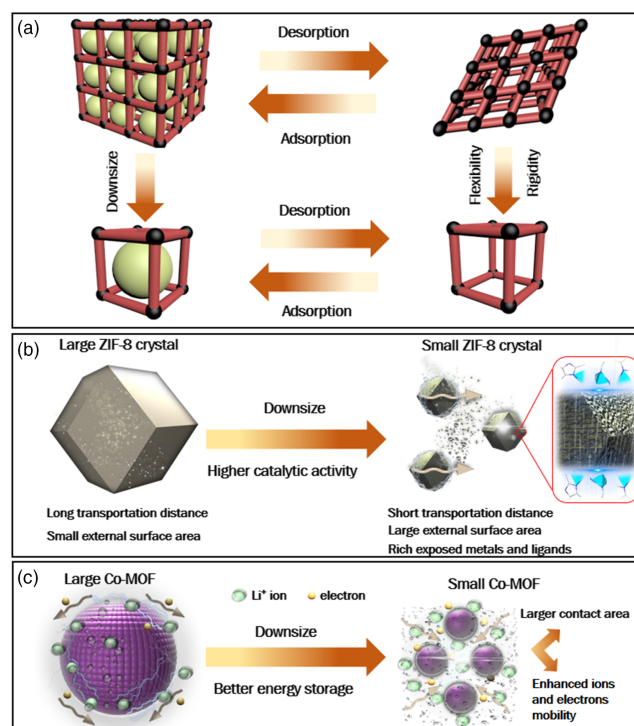 (a)
Desorption
Adsorption
Downsize
Flexibility
Rigidity
Desorption
Adsorption
(b)
Large ZIF-8 crystal
Small ZIF-8 crystal
Downsize
Higher catalytic activity
Long transportation distance
Small external surface area
Short transportation distance
Large external surface area
Rich exposed metals and ligands
(c)
Large Co-MOF
Li⁺ ion
electron
Small Co-MOF
Downsize
Better energy storage
Larger contact area
Enhanced ions
and electrons
mobility